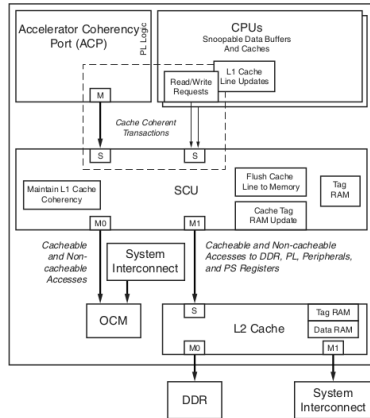 Accelerator Coherency
Port (ACP)
PL Logic
M
CPUs
Snoopable Data Buffers
And Caches
L1 Cache
Line Updates
Read/Write
Requests
Cache Coherent
Transactions
S
S
SCU
Maintain L1 Cache
Coherency
Flush Cache
Line to Memory
Cache Tag
RAM Update
Tag
RAM
M0
M1
Cacheable
and Non-
cacheable
Accesses
System
Interconnect
Cacheable and Non-cacheable
Accesses to DDR, PL, Peripherals,
and PS Registers
OCM
S
L2 Cache
Tag RAM
Data RAM
M0
M1
DDR
System
Interconnect